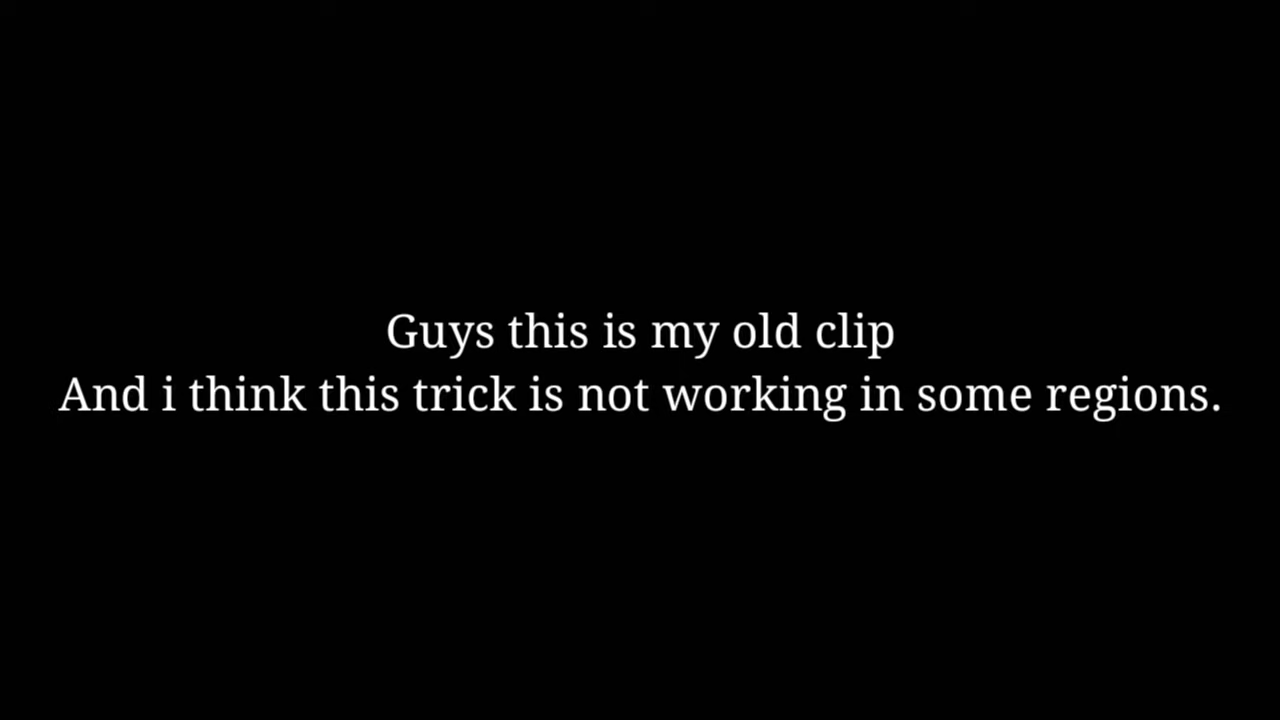 Guys this is my old clip
And i think this trick is not working in some regions.